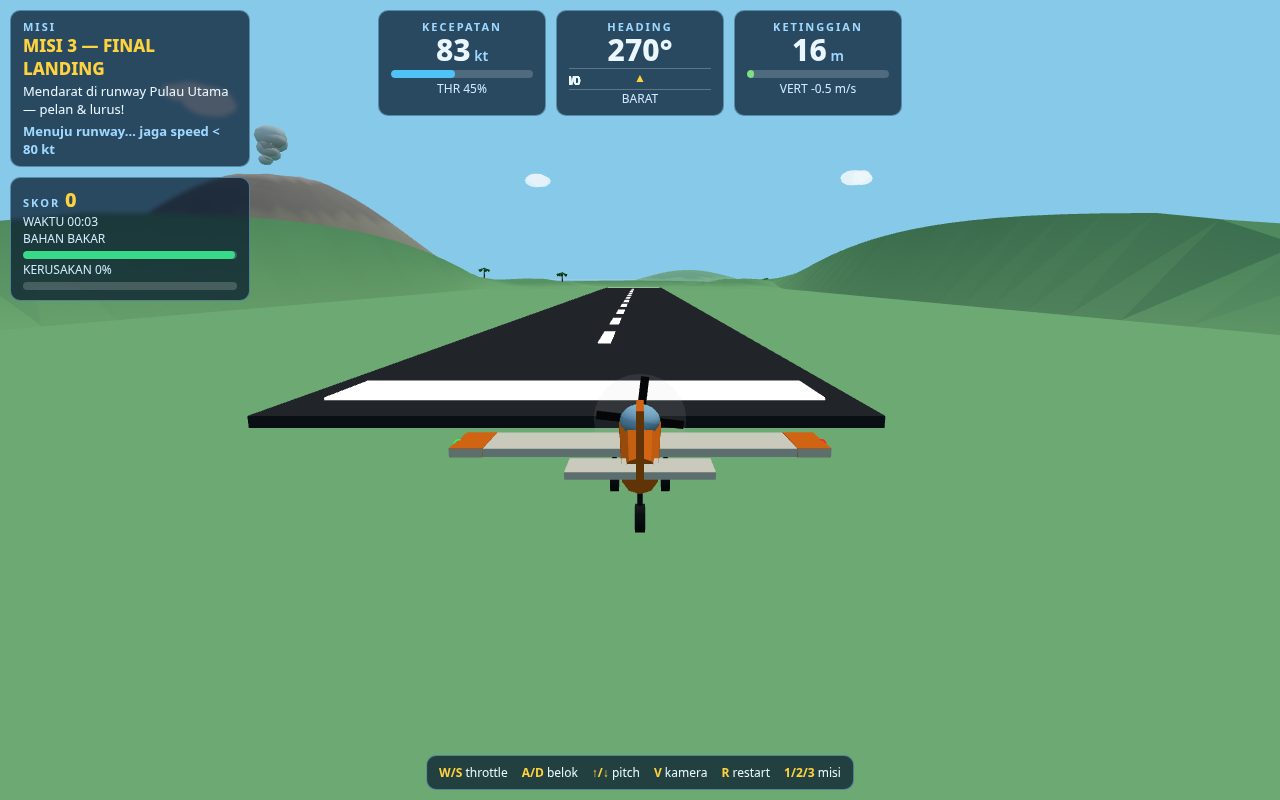 MISI
MISI 3 — FINAL
LANDING
Mendarat di runway Pulau Utama
— pelan & lurus!
Menuju runway... jaga speed <
80 kt
SKOR 0
WAKTU 00:03
BAHAN BAKAR
KERUSAKAN 0%
KECEPATAN
83 kt
THR 45%
HEADING
270°
▲
BARAT
KETINGGIAN
16 m
VERT -0.5 m/s
W/S throttle A/D belok ↑/↓ pitch V kamera R restart 1/2/3 misi